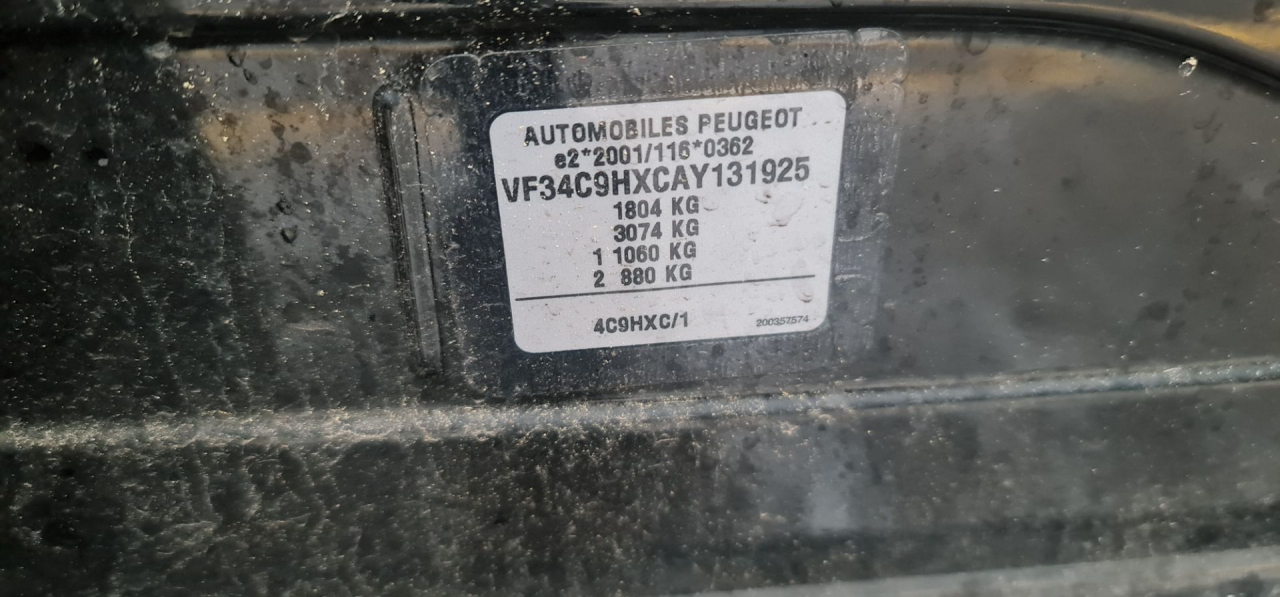 AUTOMOBILES PEUGEOT
e2*2001/116*0362
VF34C9HXCAY131925
1804 KG
3074 KG
1 1060 KG
2 880 KG
4C9HXC/1
200357574